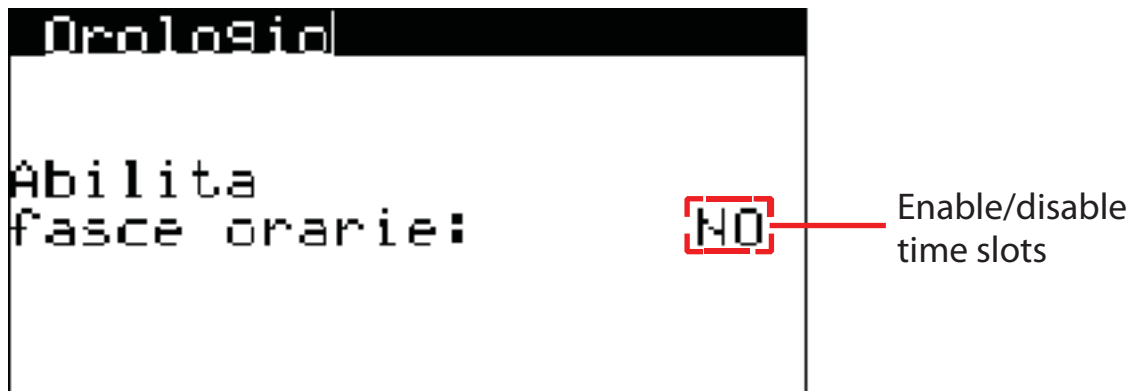 Orologio
Abilita
fasce orarie: NO
Enable/disable
time slots